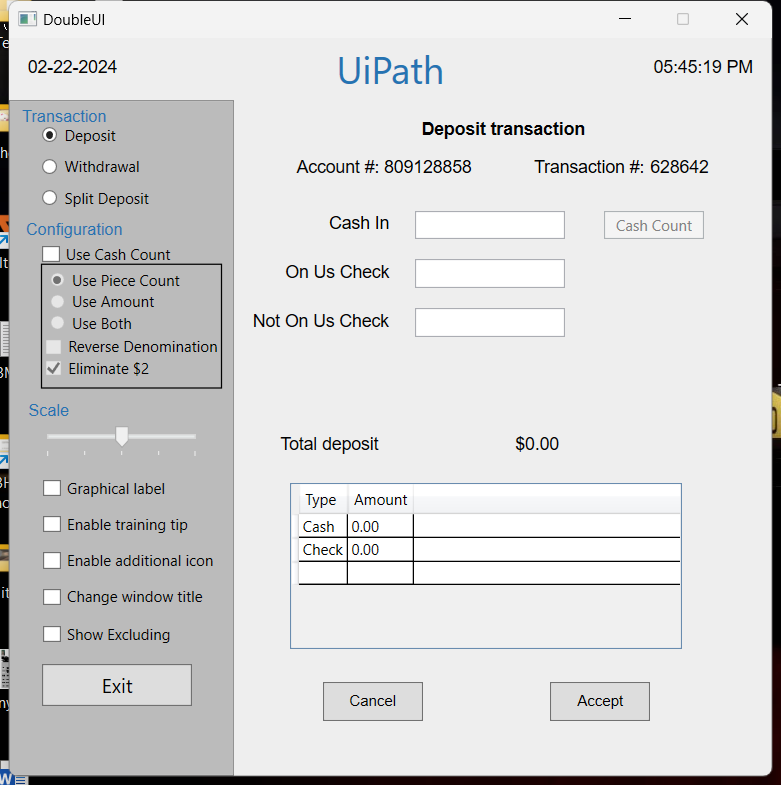 DoubleUI
02-22-2024
UiPath
05:45:19 PM
Transaction
Deposit
Withdrawal
Split Deposit
Configuration
Use Cash Count
Use Piece Count
Use Amount
Use Both
Reverse Denomination
Eliminate $2
Scale
Graphical label
Enable training tip
Enable additional icon
Change window title
Show Excluding
Exit
Deposit transaction
Account #: 809128858 Transaction #: 628642
Cash In Cash Count
On Us Check
Not On Us Check
Total deposit $0.00
Type Amount
Cash 0.00
Check 0.00
Cancel Accept